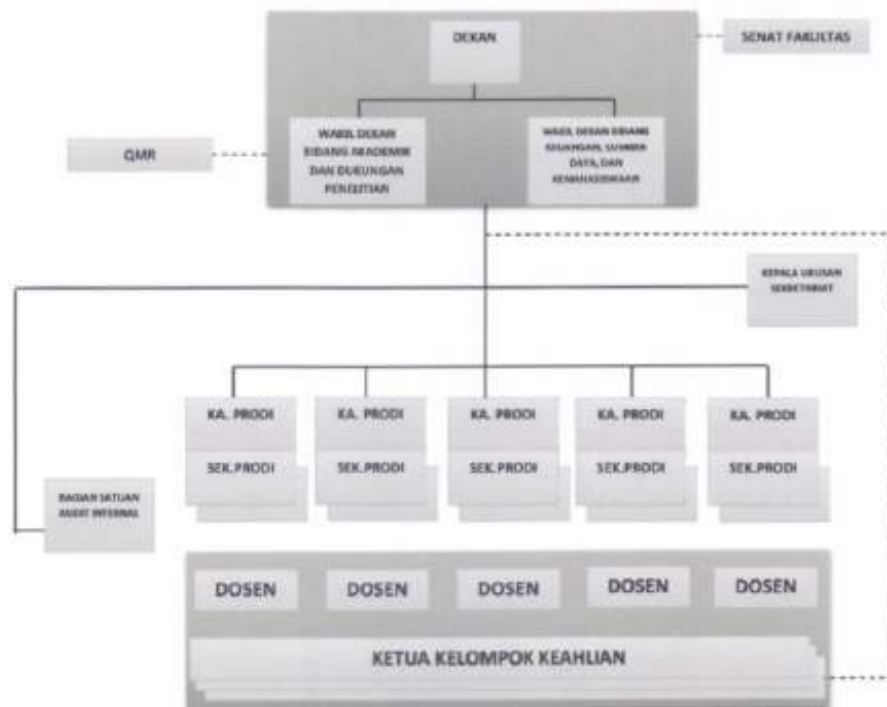 DEKAN
SENAT FAKULTAS
WAKIL DEKAN
BIDANG AKADEMIK
DAN DUKUNGAN
PENELITIAN
WAKIL DEKAN BIDANG
KEUANGAN, SUMBER
DAYA, DAN
KEMAHASISWAAN
QMR
KEPALA URUSAN
SEKRETARIAT
KA. PRODI
KA. PRODI
KA. PRODI
KA. PRODI
KA. PRODI
SEK.PRODI
SEK.PRODI
SEK.PRODI
SEK.PRODI
SEK.PRODI
BAGIAN SATUAN
AUDIT INTERNAL
DOSEN
DOSEN
DOSEN
DOSEN
DOSEN
KETUA KELOMPOK KEAHLIAN